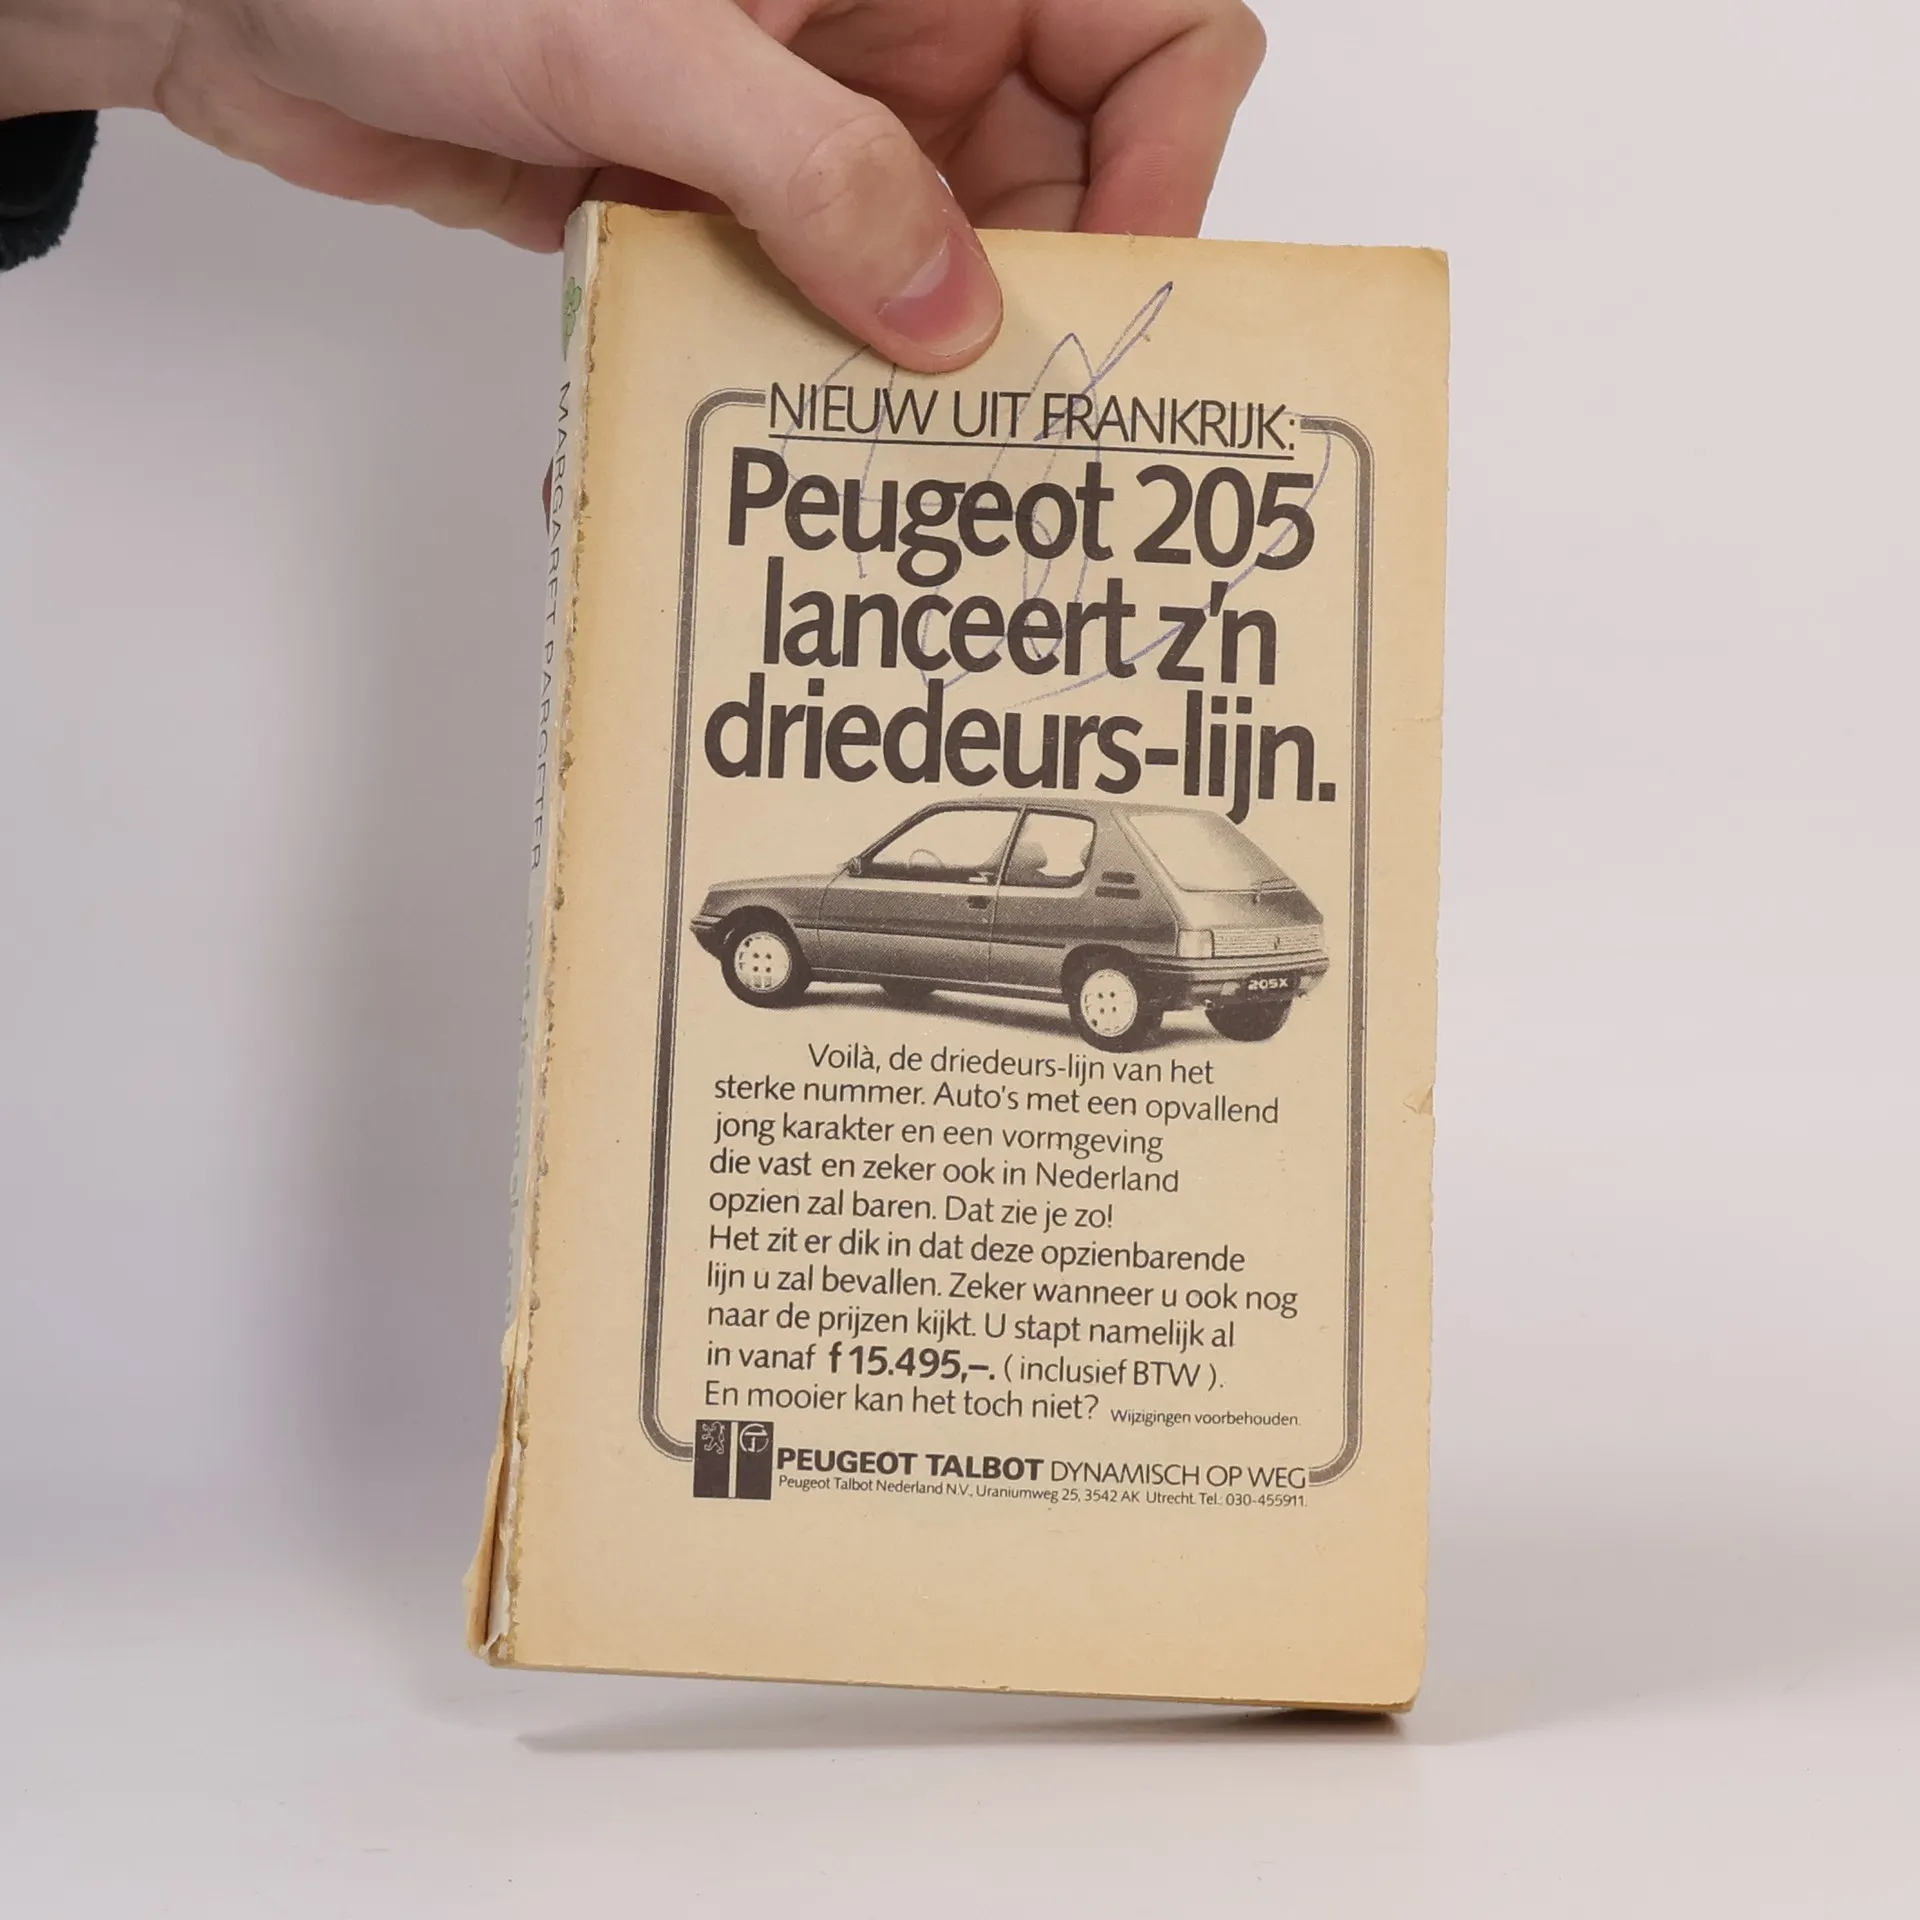 NIEUW UIT FRANKRIJK:
Peugeot 205
lanceert z'n
driedeurs-lijn.
205X
Voilà, de driedeurs-lijn van het
sterke nummer. Auto's met een opvallend
jong karakter en een vormgeving
die vast en zeker ook in Nederland
opzien zal baren. Dat zie je zo!
Het zit er dik in dat deze opzienbarende
lijn u zal bevallen. Zeker wanneer u ook nog
naar de prijzen kijkt. U stapt namelijk al
in vanaf f 15.495,-. (inclusief BTW).
En mooier kan het toch niet? Wijzigingen voorbehouden.
PEUGEOT TALBOT DYNAMISCH OP WEG
Peugeot Talbot Nederland N.V., Uraniumweg 25, 3542 AK Utrecht. Tel.: 030-455911.
MARGARET PARGETER